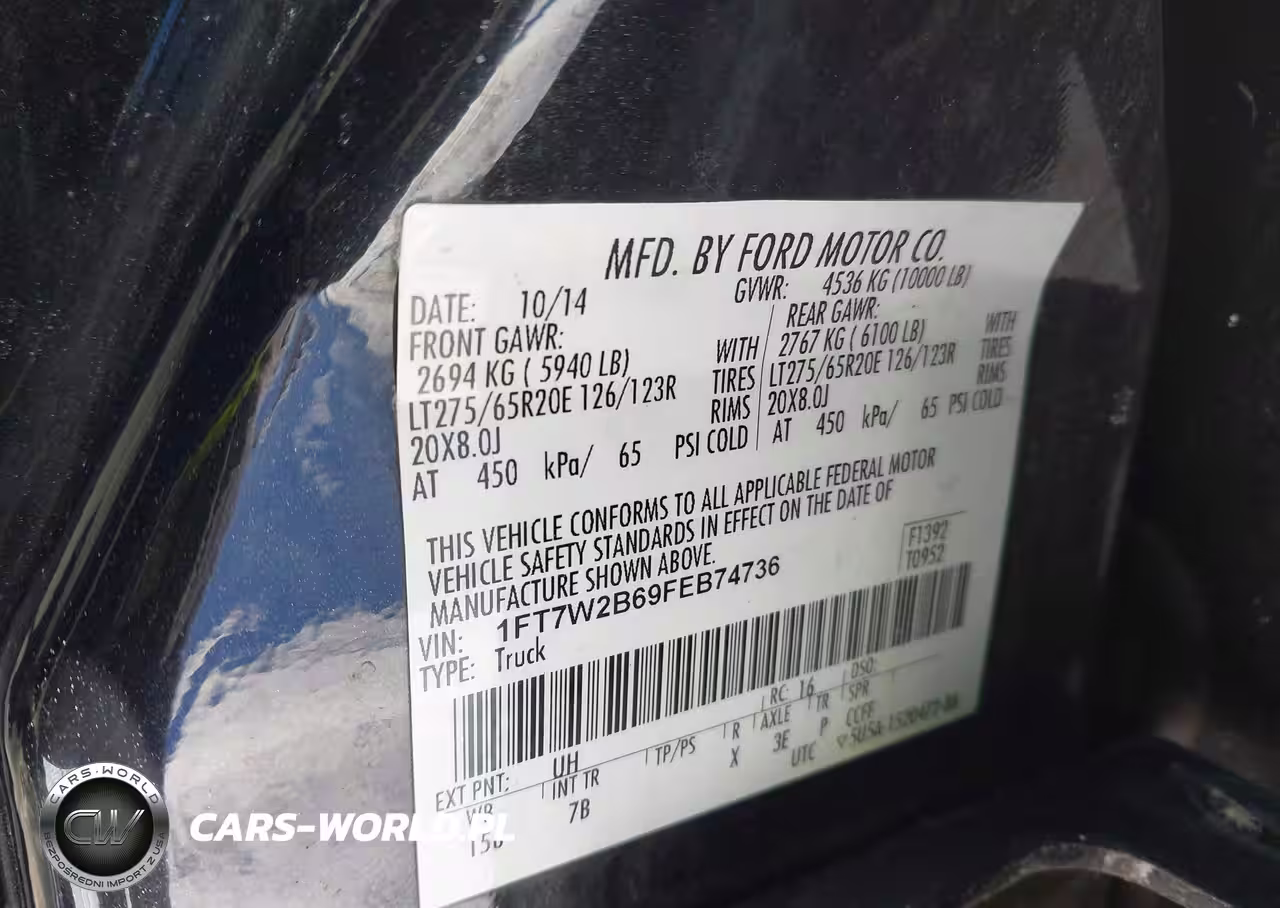 MFD. BY FORD MOTOR CO.
DATE: 10/14 GVWR: 4536 KG (10000 LB)
FRONT GAWR: REAR GAWR:
2694 KG ( 5940 LB) WITH 2767 KG ( 6100 LB) WITH
LT275/65R20E 126/123R TIRES LT275/65R20E 126/123R TIRES
20X8.0J RIMS 20X8.0J RIMS
AT 450 kPa/ 65 PSI COLD AT 450 kPa/ 65 PSI COLD
THIS VEHICLE CONFORMS TO ALL APPLICABLE FEDERAL MOTOR
VEHICLE SAFETY STANDARDS IN EFFECT ON THE DATE OF
MANUFACTURE SHOWN ABOVE.
F1392
T0952
VIN: 1FT7W2B69FEB74736
TYPE: Truck
RC: 16 DSO:
EXT PNT: UH TP/PS R AXLE TR SPR
WB INT TR X 3E P CCFE
7B UTC
CARS-WORLD
CW
BEZPOŚREDNI IMPORT Z USA
CARS-WORLD.PL